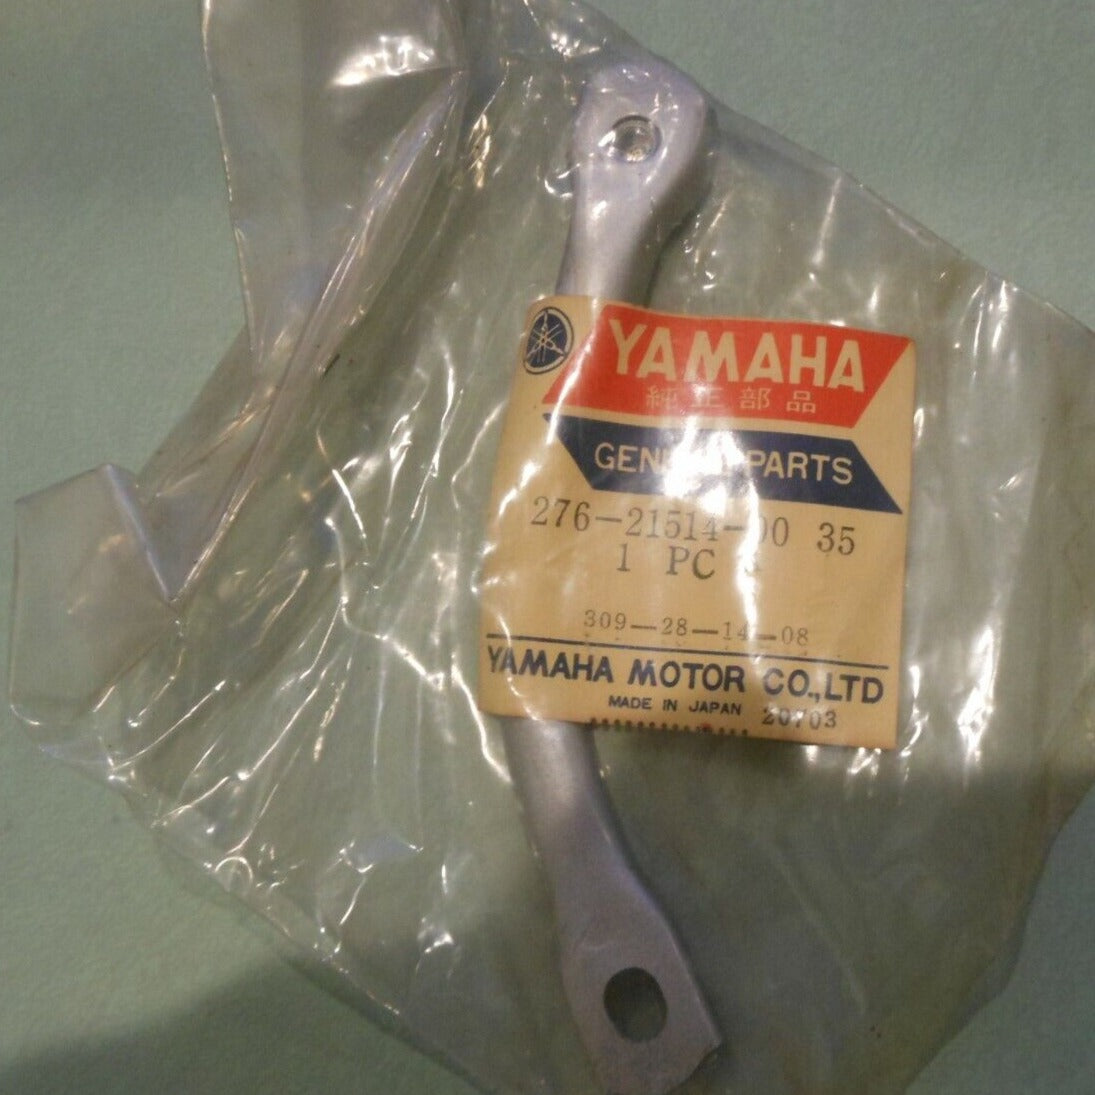 YAMAHA
純正部品
GENUINE PARTS
276-21514-00 35
1 PC
309-28-14-08
YAMAHA MOTOR CO.,LTD
MADE IN JAPAN 20703